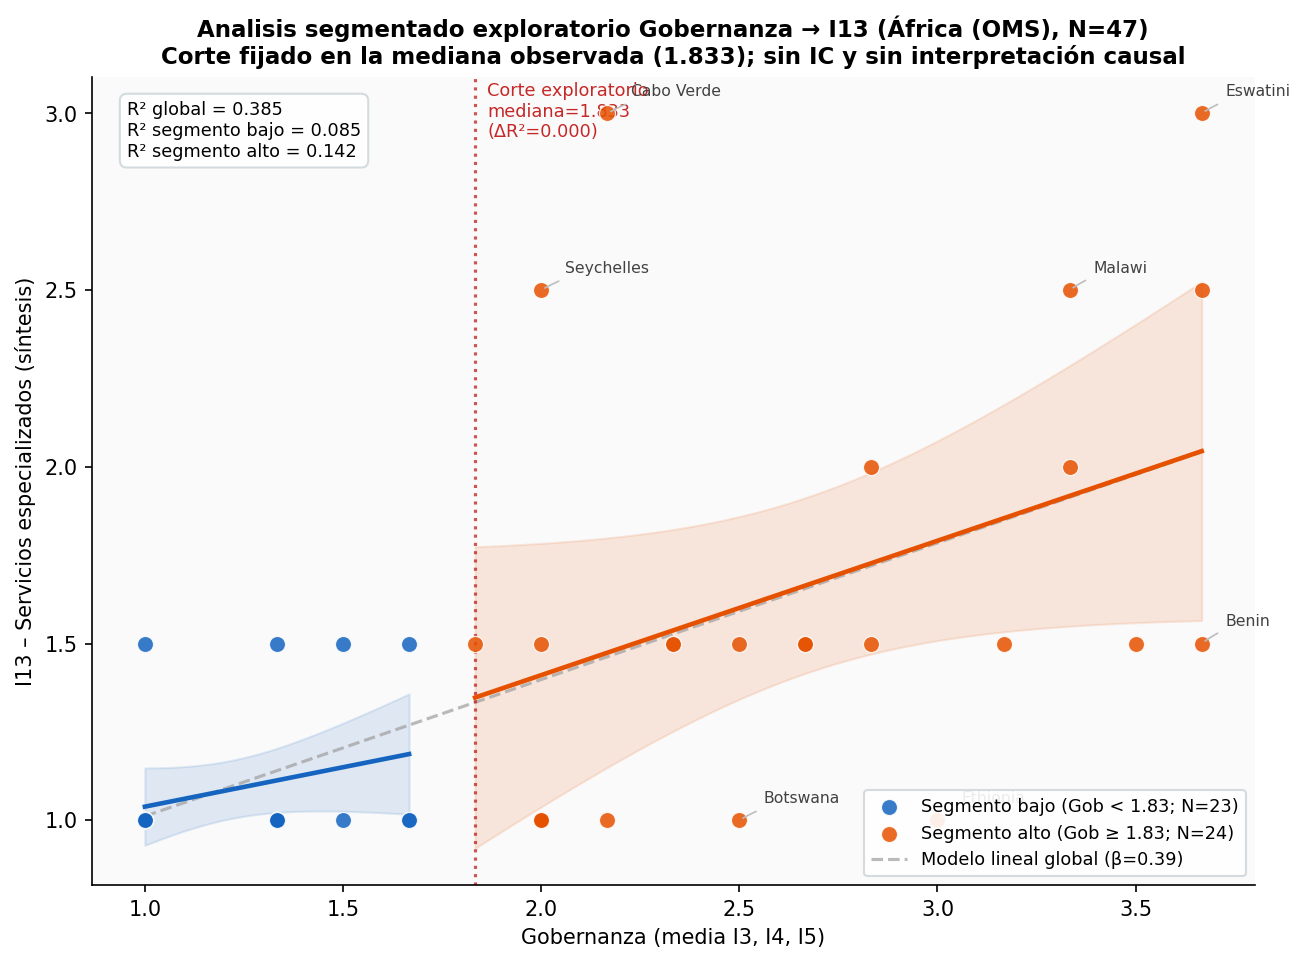 Analisis segmentado exploratorio Gobernanza → I13 (África (OMS), N=47)
Corte fijado en la mediana observada (1.833); sin IC y sin interpretación causal
R² global = 0.385
R² segmento bajo = 0.085
R² segmento alto = 0.142
Corte exploratorio
mediana=1.833
(ΔR²=0.000)
Cabo Verde
Eswatini
Seychelles
Malawi
Benin
Botswana
Ethiopia
Segmento bajo (Gob < 1.83; N=23)
Segmento alto (Gob ≥ 1.83; N=24)
Modelo lineal global (β=0.39)
I13 – Servicios especializados (síntesis)
3.0
2.5
2.0
1.5
1.0
1.0 1.5 2.0 2.5 3.0 3.5
Gobernanza (media I3, I4, I5)